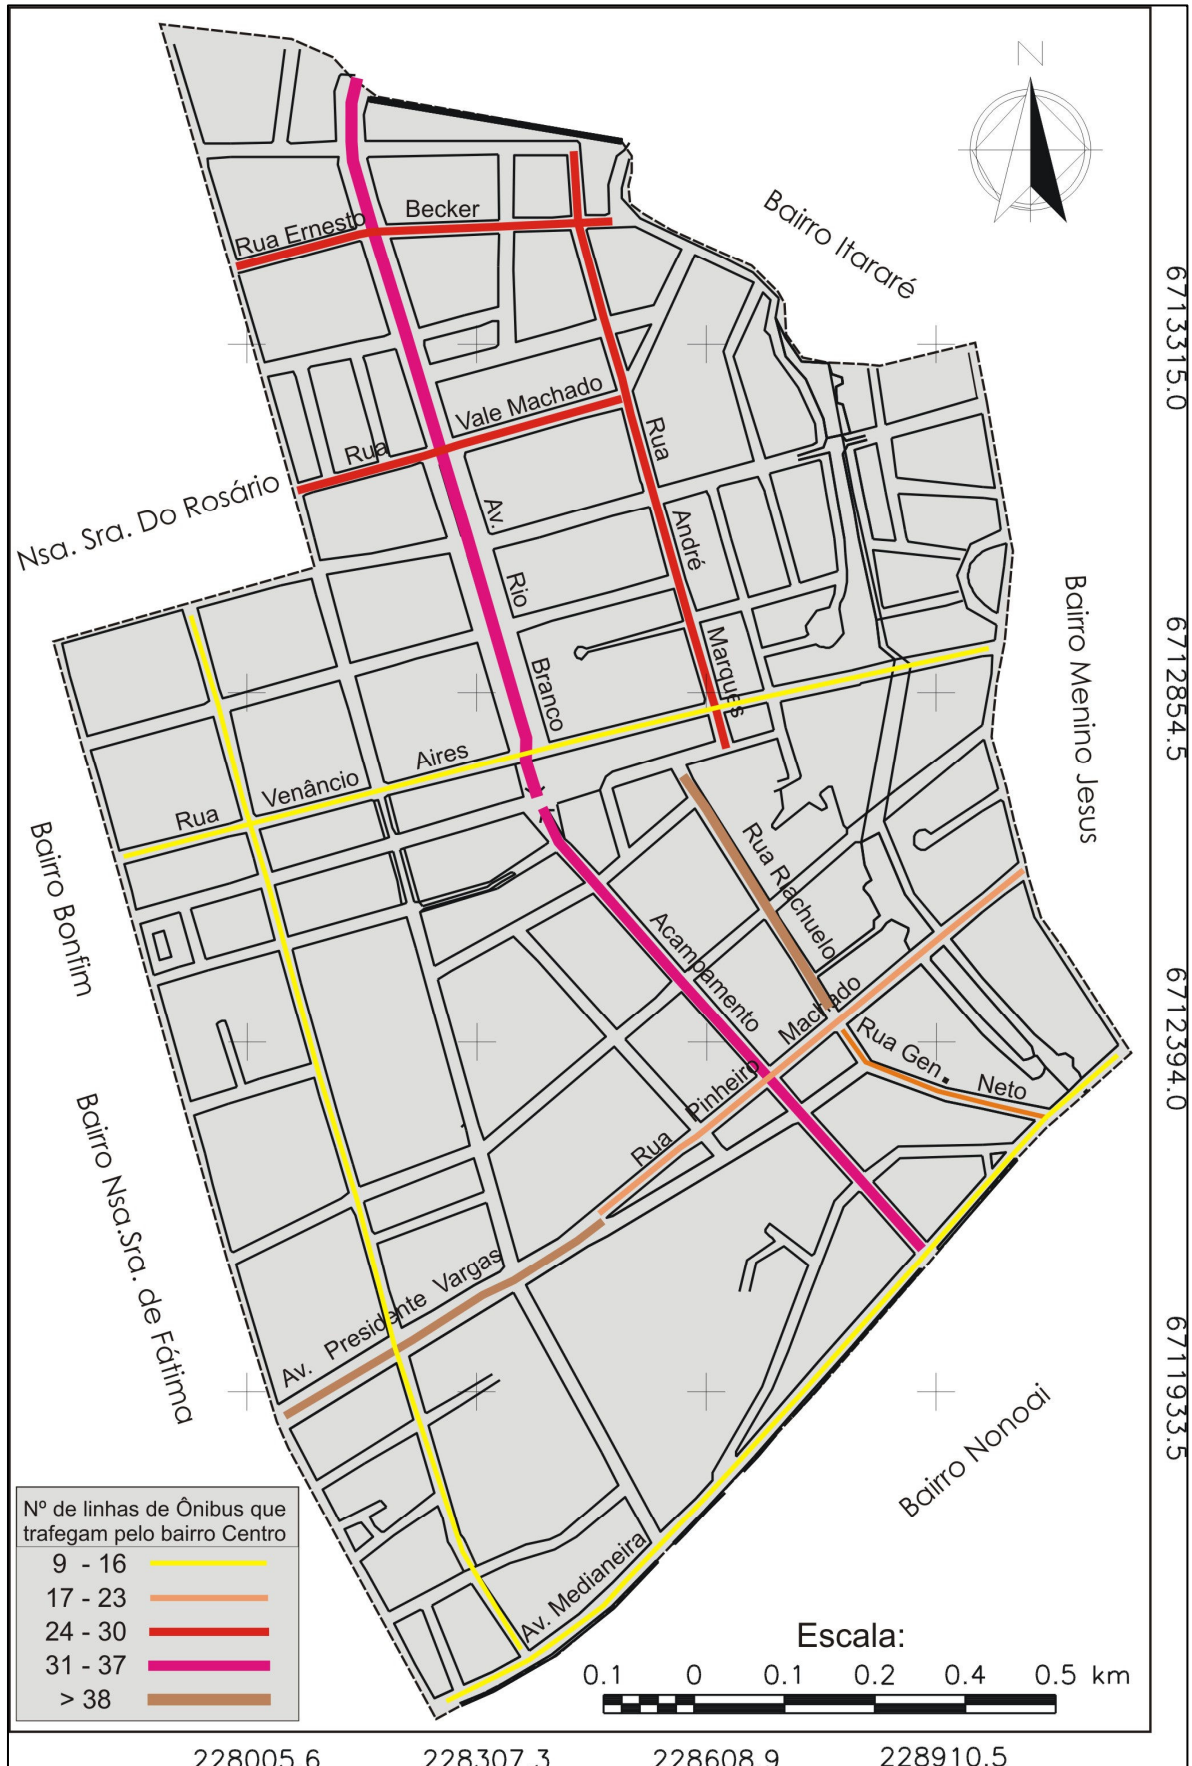 N
Bairro Itararé
Rua Ernesto Becker
Rua Vale Machado
Nsa. Sra. Do Rosário
Rua André Marques
Av. Rio Branco
Bairro Menino Jesus
Rua Venâncio Aires
Bairro Bonfim
Rua Riachuelo
Acampamento
Rua Pinheiro Machado
Rua Gen. Neto
Bairro Nsa.Sra. de Fátima
Av. Presidente Vargas
Bairro Nonoai
Av. Medianeira
Nº de linhas de Ônibus que
trafegam pelo bairro Centro
9 - 16
17 - 23
24 - 30
31 - 37
> 38
Escala:
0.1 0 0.1 0.2 0.4 0.5 km
6713315.0
6712854.5
6712394.0
6711933.5
228005.6 228307.3 228608.9 228910.5